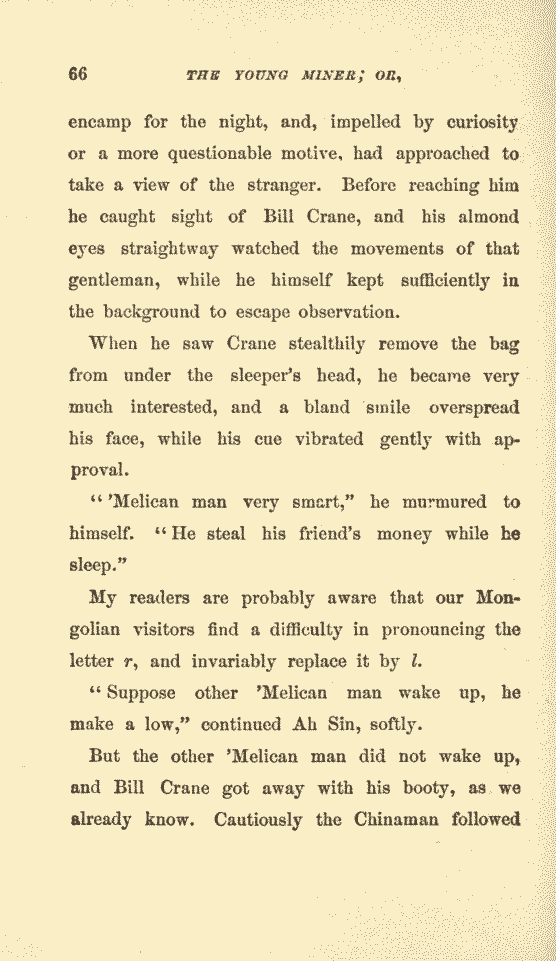 66 THE YOUNG MINER; OR,
encamp for the night, and, impelled by curiosity
or a more questionable motive, had approached to
take a view of the stranger. Before reaching him
he caught sight of Bill Crane, and his almond
eyes straightway watched the movements of that
gentleman, while he himself kept sufficiently in
the background to escape observation.
When he saw Crane stealthily remove the bag
from under the sleeper's head, he became very
much interested, and a bland smile overspread
his face, while his cue vibrated gently with ap-
proval.
“'Melican man very smart,” he murmured to
himself. “He steal his friend's money while he
sleep.”
My readers are probably aware that our Mon-
golian visitors find a difficulty in pronouncing the
letter r, and invariably replace it by l.
“Suppose other 'Melican man wake up, he
make a low,” continued Ah Sin, softly.
But the other 'Melican man did not wake up,
and Bill Crane got away with his booty, as we
already know. Cautiously the Chinaman followed